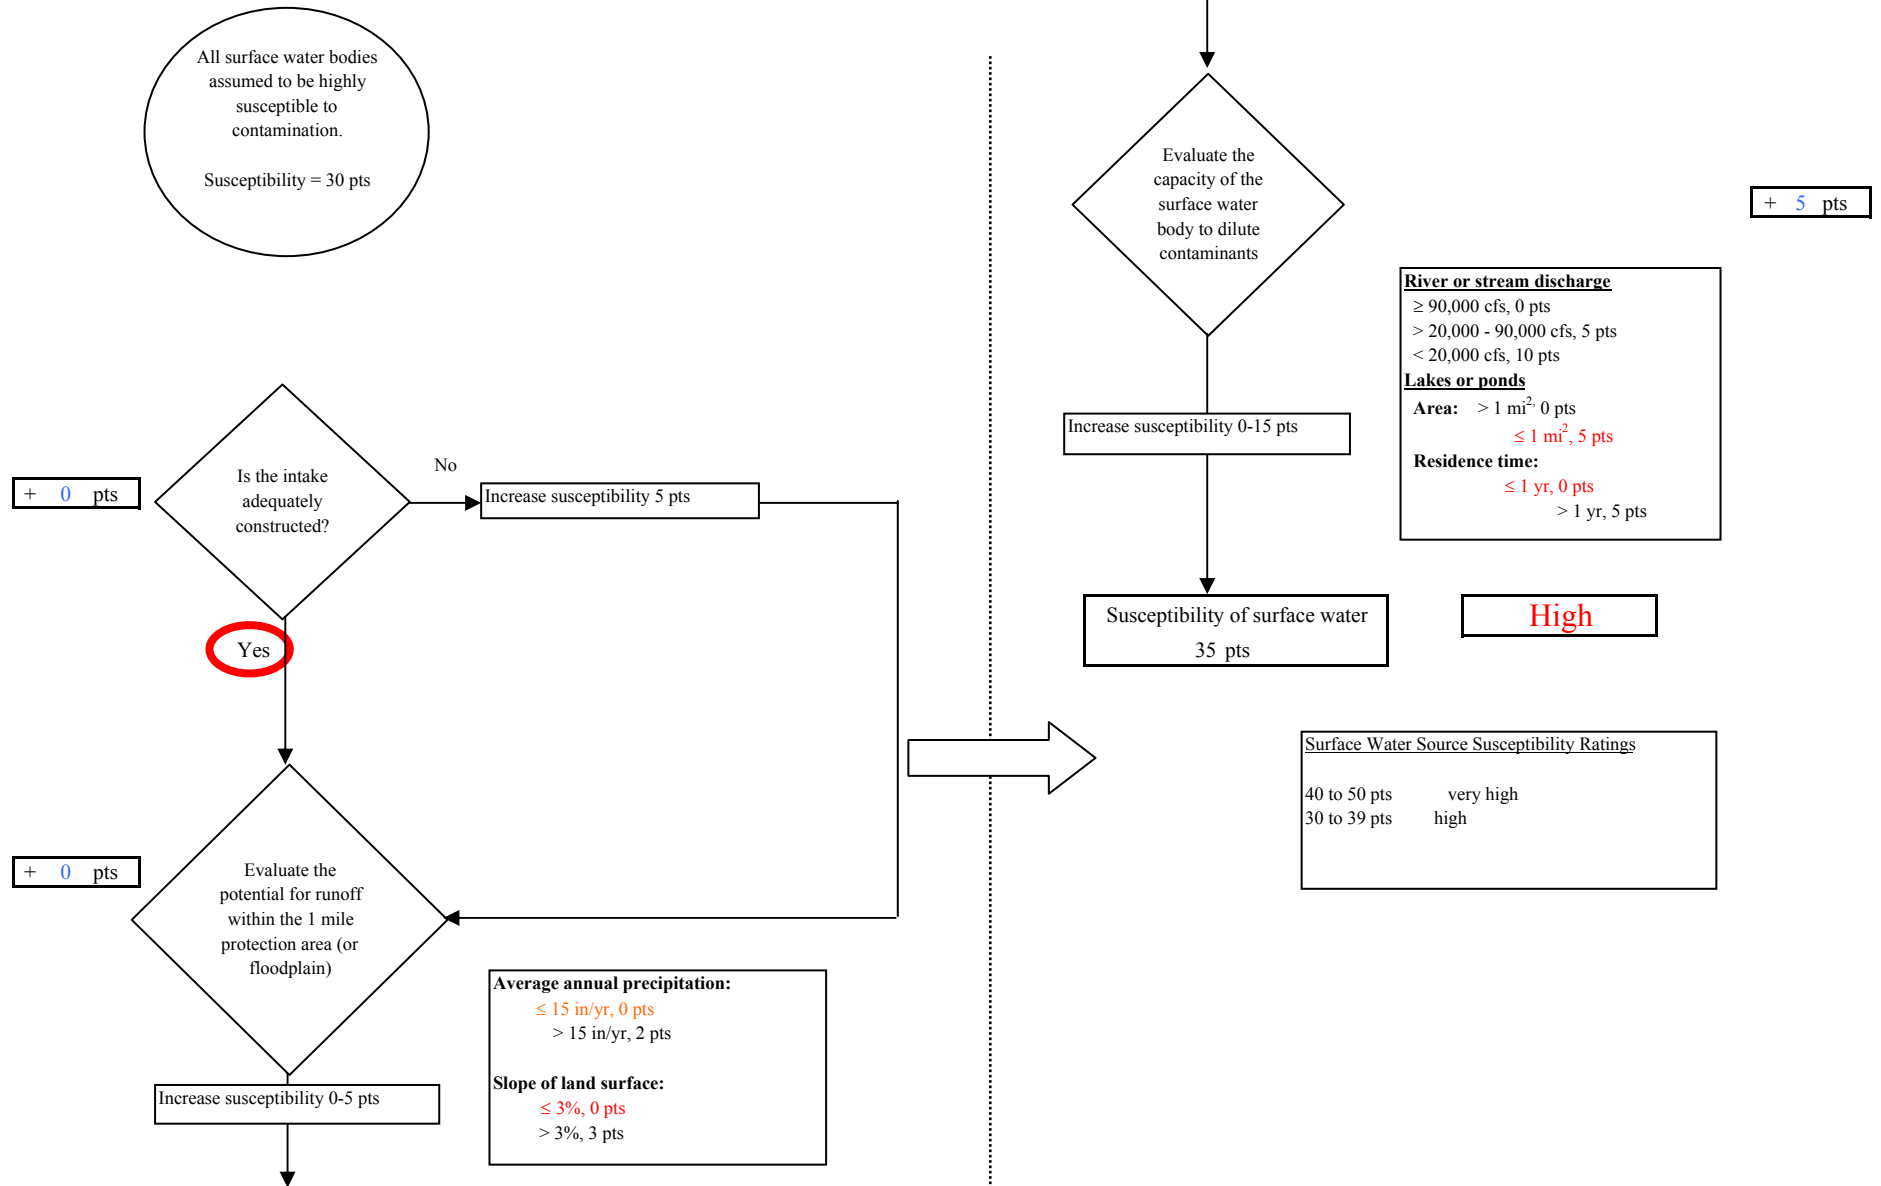 All surface water bodies
assumed to be highly
susceptible to
contamination.
Susceptibility = 30 pts
+ 0 pts
Is the intake
adequately
constructed?
No
Increase susceptibility 5 pts
Yes
+ 0 pts
Evaluate the
potential for runoff
within the 1 mile
protection area (or
floodplain)
Average annual precipitation:
≤ 15 in/yr, 0 pts
> 15 in/yr, 2 pts
Slope of land surface:
≤ 3%, 0 pts
> 3%, 3 pts
Increase susceptibility 0-5 pts
Evaluate the
capacity of the
surface water
body to dilute
contaminants
+ 5 pts
River or stream discharge
≥ 90,000 cfs, 0 pts
> 20,000 - 90,000 cfs, 5 pts
< 20,000 cfs, 10 pts
Lakes or ponds
Area: > 1 mi², 0 pts
≤ 1 mi², 5 pts
Residence time:
≤ 1 yr, 0 pts
> 1 yr, 5 pts
Increase susceptibility 0-15 pts
Susceptibility of surface water
35 pts
High
Surface Water Source Susceptibility Ratings
40 to 50 pts very high
30 to 39 pts high